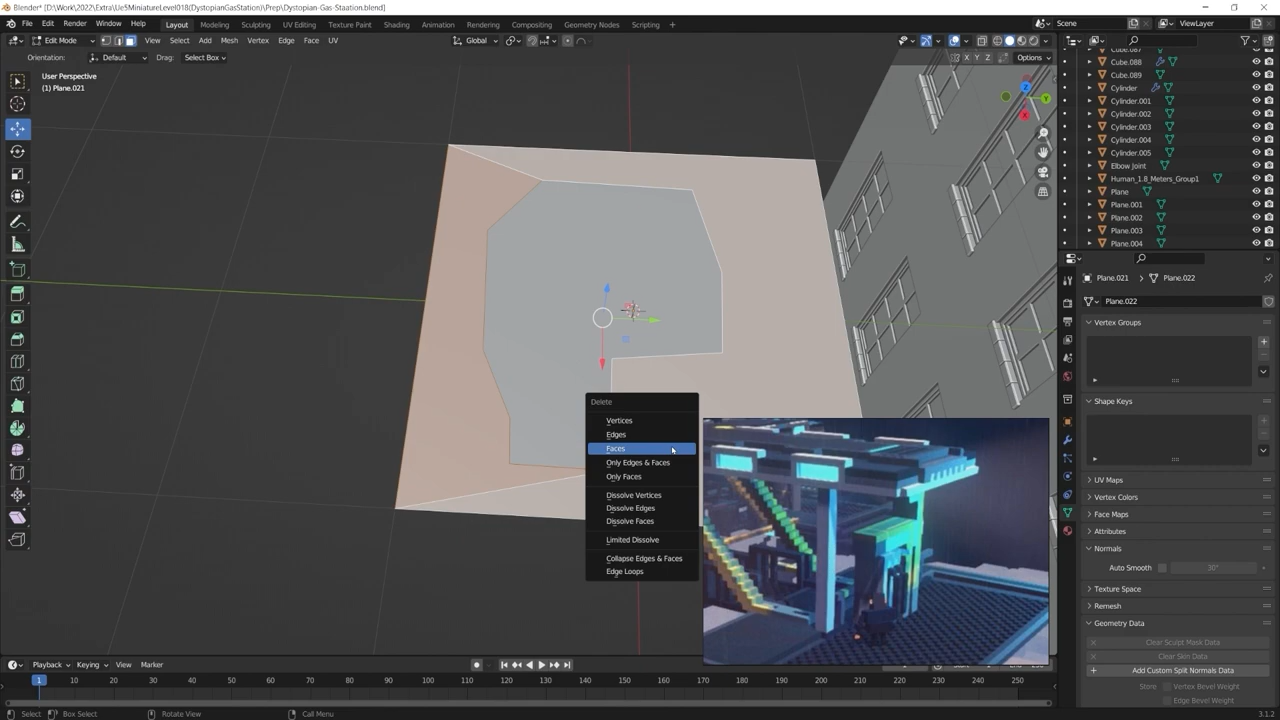 Blender* [D:\Work\2022\Extra\Ue5MiniatureLevel018(DystopianGasStation)\Prep\Dystopian-Gas-Staation.blend]
File Edit Render Window Help Layout Modeling Sculpting UV Editing Texture Paint Shading Animation Rendering Compositing Geometry Nodes Scripting + Scene ViewLayer
Edit Mode View Select Add Mesh Vertex Edge Face UV Global
Orientation: Default Drag: Select Box X Y Z Options
User Perspective
(1) Plane.021
Cube.087
Cube.088
Cube.089
Cylinder
Cylinder.001
Cylinder.002
Cylinder.003
Cylinder.004
Cylinder.005
Elbow Joint
Human_1.8_Meters_Group1
Plane
Plane.001
Plane.002
Plane.003
Plane.004
Plane.021 > Plane.022
Plane.022
Vertex Groups
Shape Keys
UV Maps
Vertex Colors
Face Maps
Attributes
Normals
Auto Smooth 30°
Texture Space
Remesh
Geometry Data
Clear Sculpt Mask Data
Clear Skin Data
Add Custom Split Normals Data
Store Vertex Bevel Weight
Edge Bevel Weight
Delete
Vertices
Edges
Faces
Only Edges & Faces
Only Faces
Dissolve Vertices
Dissolve Edges
Dissolve Faces
Limited Dissolve
Collapse Edges & Faces
Edge Loops
Playback Keying View Marker
1 10 20 30 40 50 60 70 80 90 100 110 120 130 140 150 160 170 180 190 200 210 220 230 240 250
Select Box Select Rotate View Call Menu 3.1.2